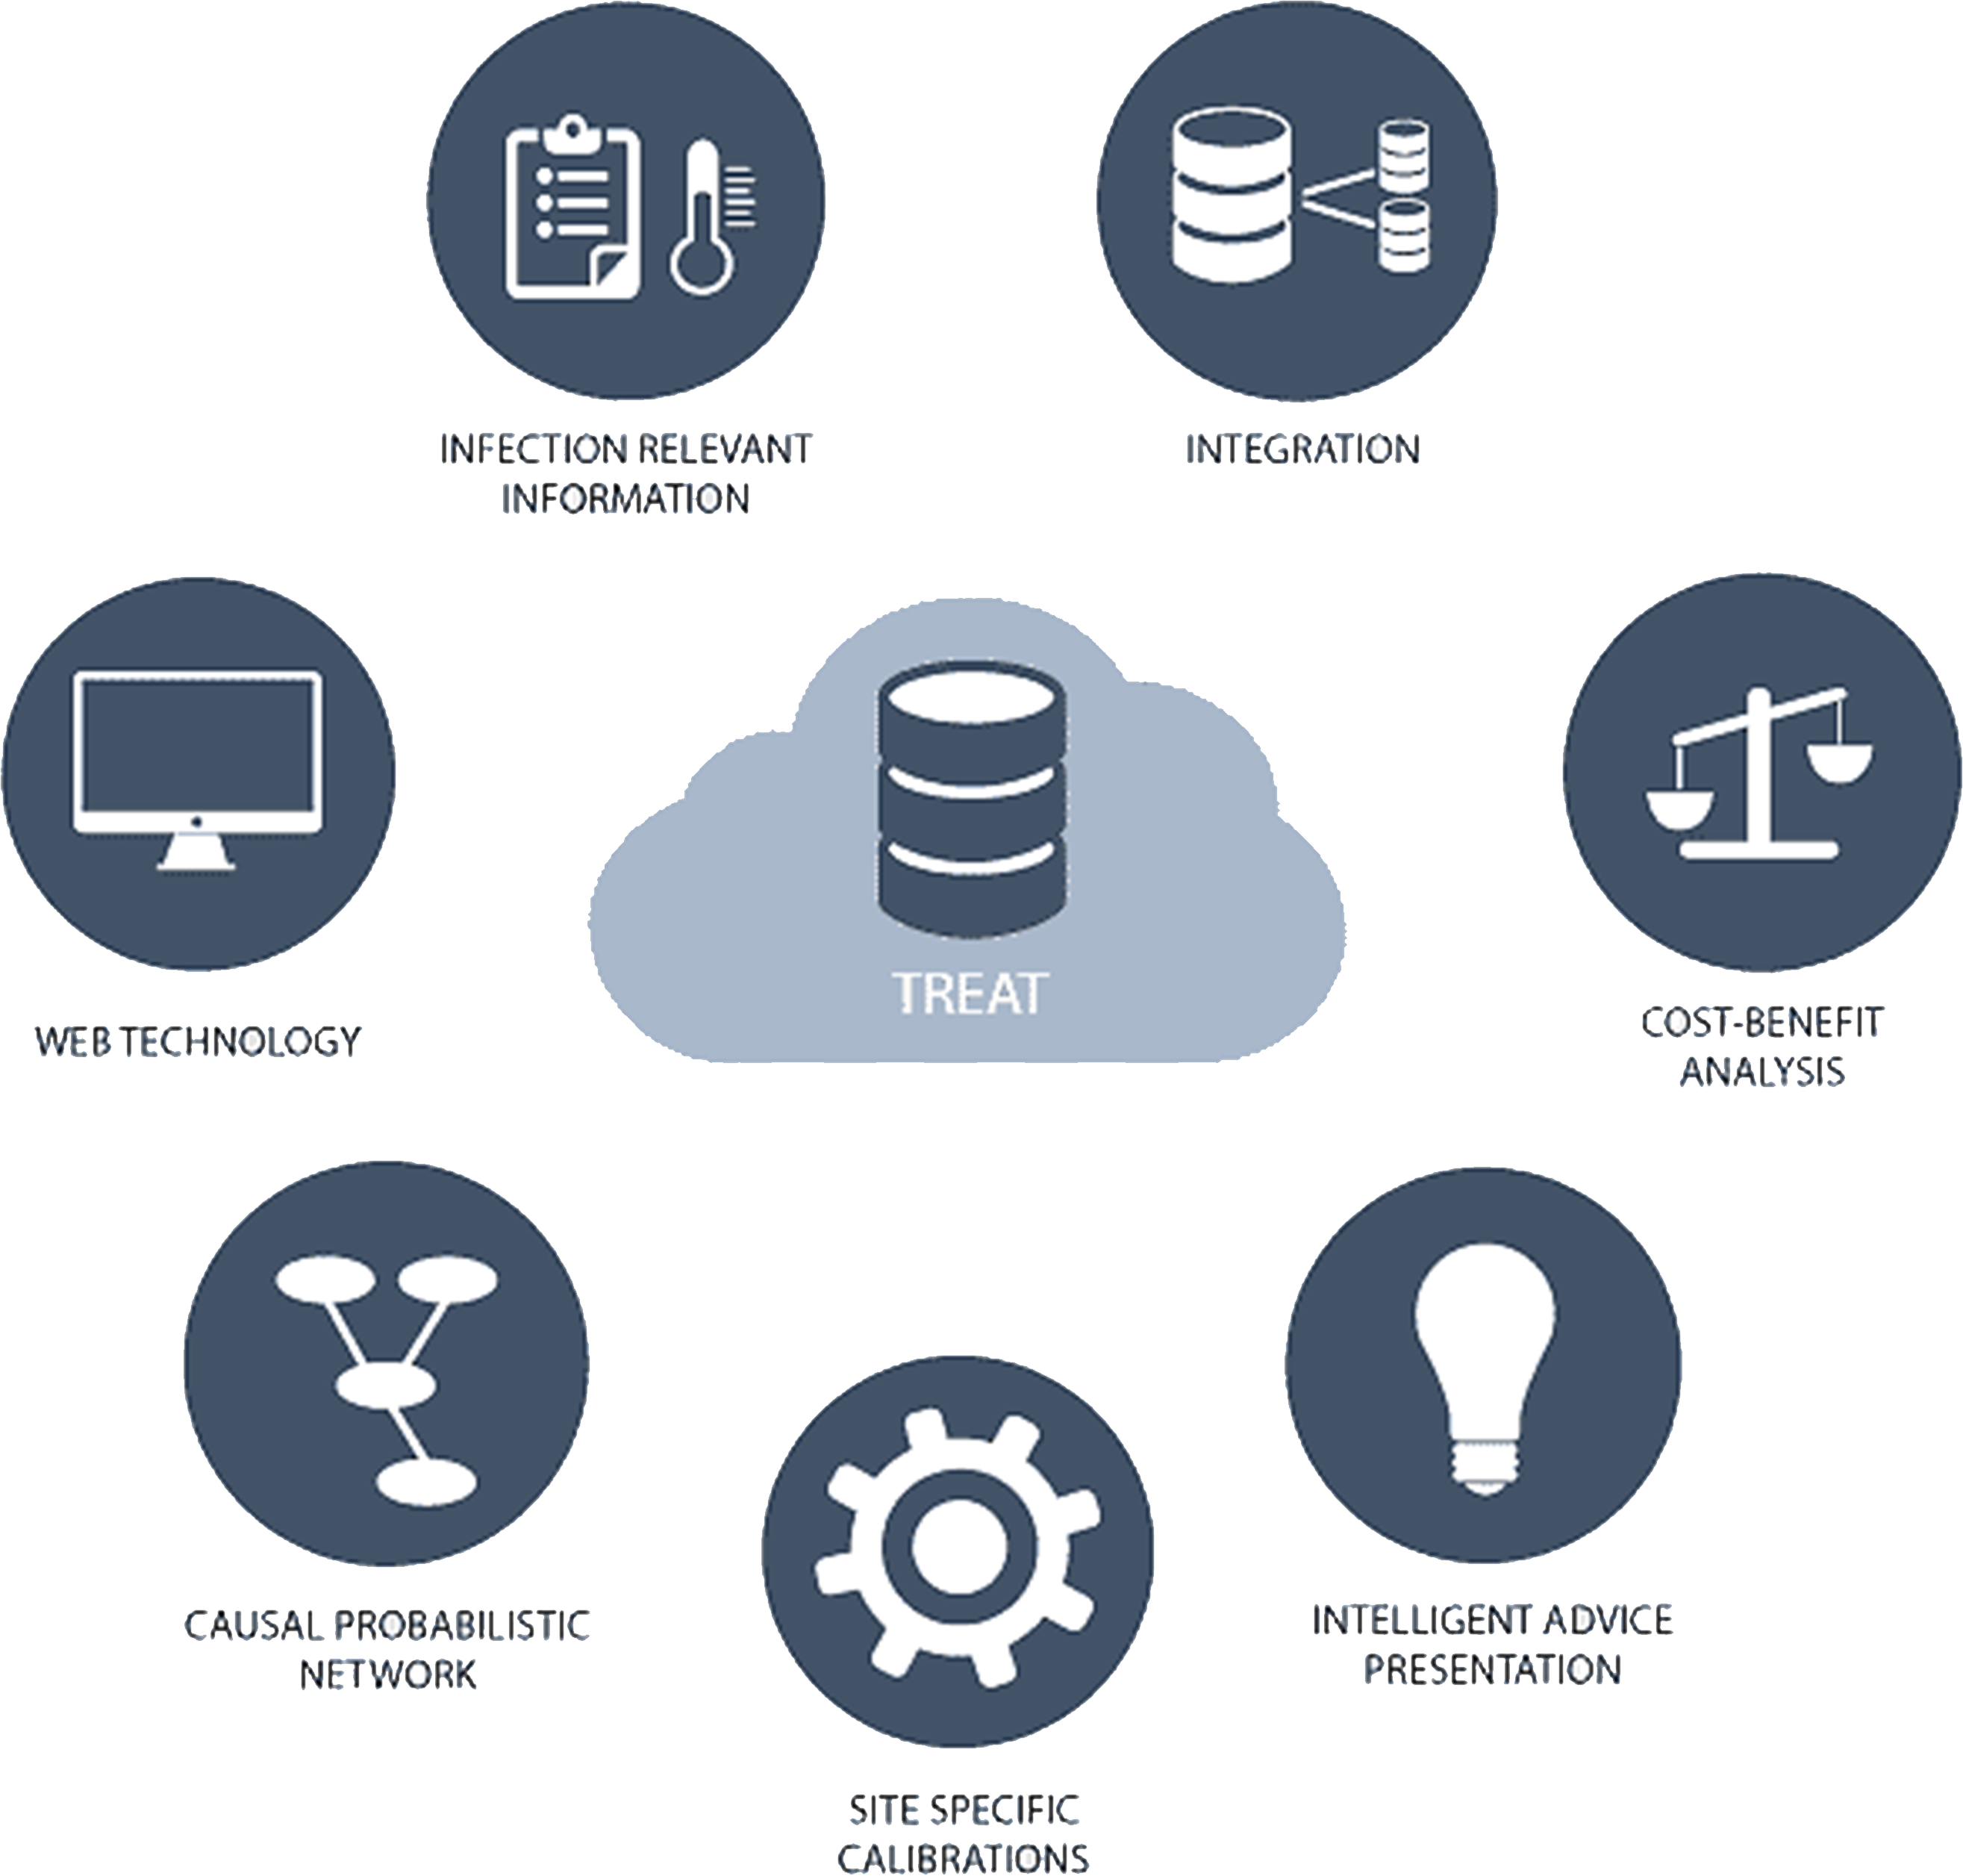 INFECTION RELEVANT
INFORMATION
INTEGRATION
WEB TECHNOLOGY
TREAT
COST-BENEFIT
ANALYSIS
CAUSAL PROBABILISTIC
NETWORK
INTELLIGENT ADVICE
PRESENTATION
SITE SPECIFIC
CALIBRATIONS